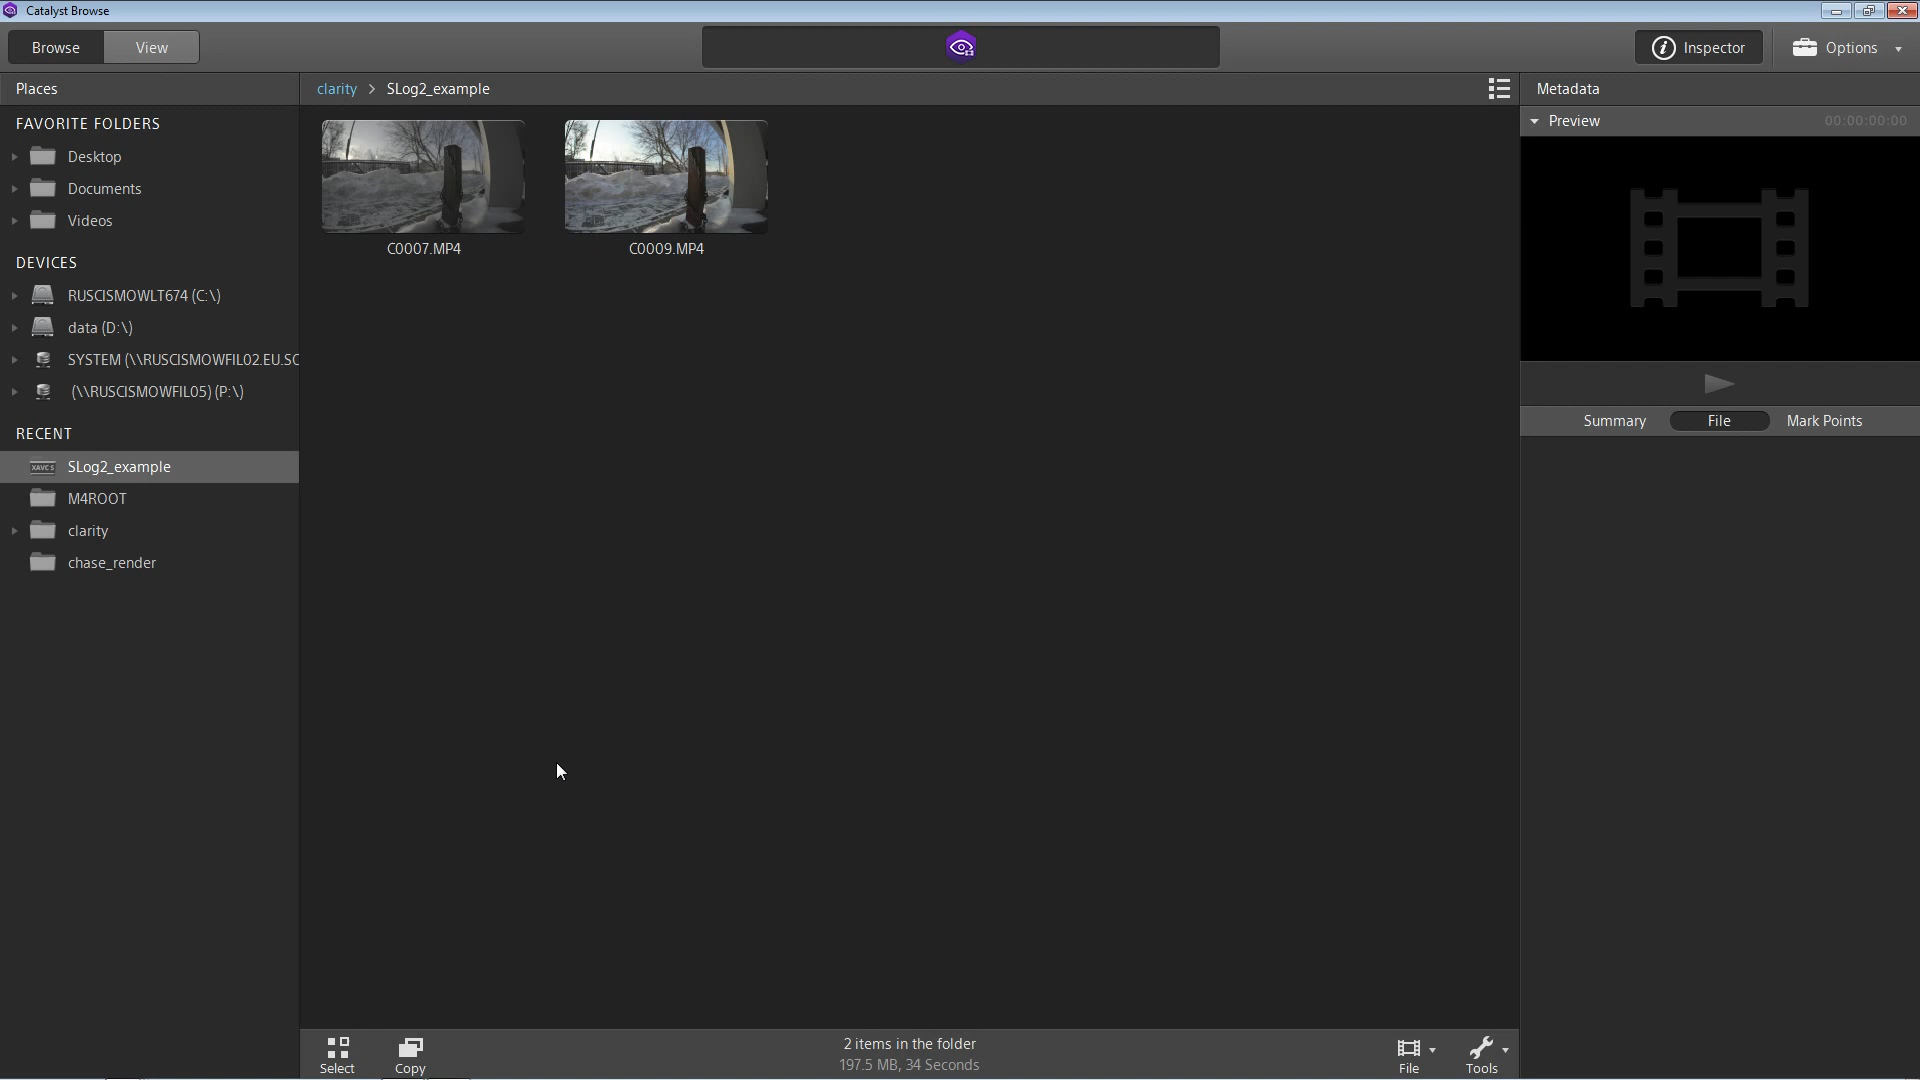 Catalyst Browse
Browse
View
Inspector
Options
Places
clarity > SLog2_example
Metadata
FAVORITE FOLDERS
Desktop
Documents
Videos
DEVICES
RUSCISMOWLT674 (C:\)
data (D:\)
SYSTEM (\\RUSCISMOWFIL02.EU.SC
(\\RUSCISMOWFIL05) (P:\)
RECENT
XAVC S SLog2_example
M4ROOT
clarity
chase_render
C0007.MP4
C0009.MP4
Preview
00:00:00:00
Summary
File
Mark Points
Select
Copy
2 items in the folder
197.5 MB, 34 Seconds
File
Tools